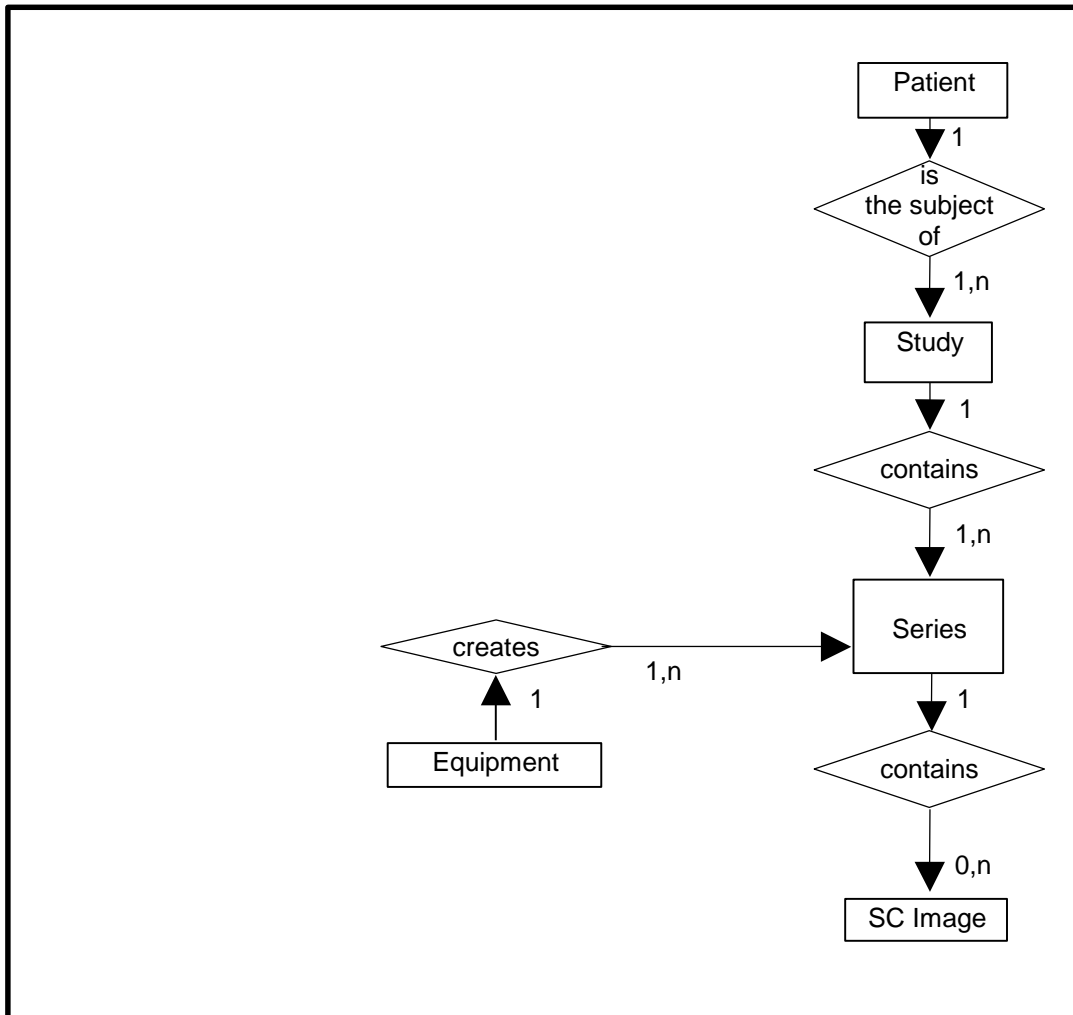 Patient
1
is
the subject
of
1,n
Study
1
contains
1,n
Series
creates
1,n
1
Equipment
1
contains
0,n
SC Image